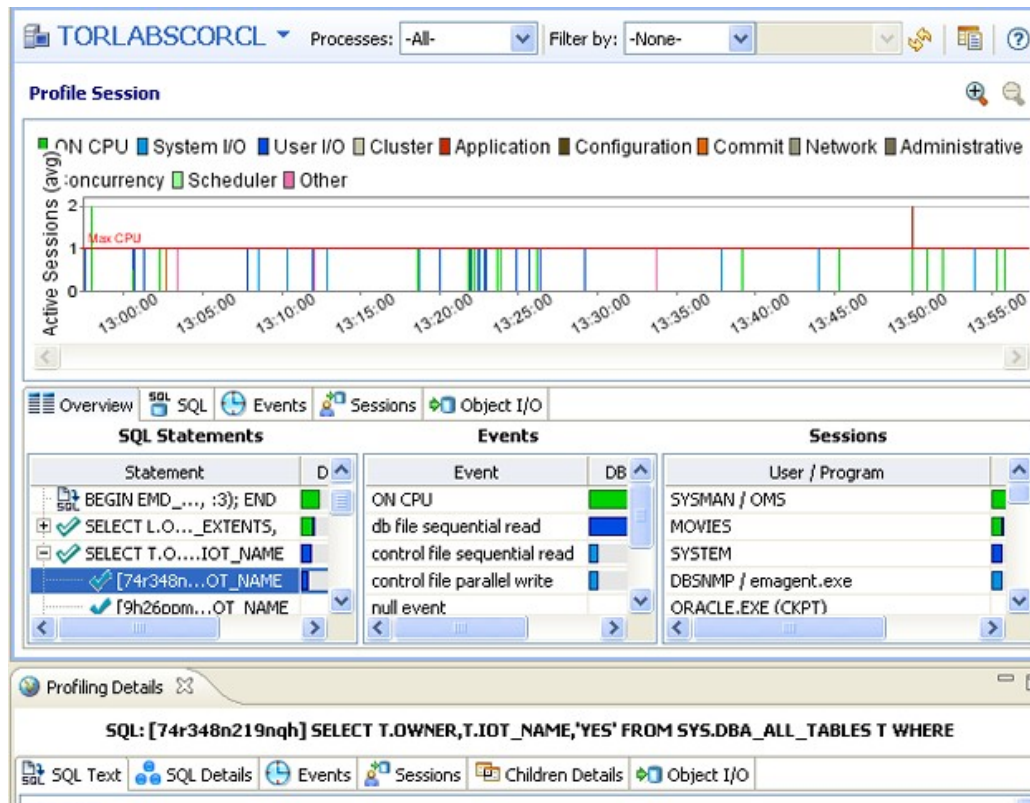 TORLABSCORCL Processes: -All- Filter by: -None-
Profile Session
ON CPU System I/O User I/O Cluster Application Configuration Commit Network Administrative
oncurrency Scheduler Other
Active Sessions (avg)
2
Max CPU
1
0
13:00:00 13:05:00 13:10:00 13:15:00 13:20:00 13:25:00 13:30:00 13:35:00 13:40:00 13:45:00 13:50:00 13:55:00
Overview SQL Events Sessions Object I/O
SQL Statements
Statement D
BEGIN EMD_..., :3); END
SELECT L.O..._EXTENTS,
SELECT T.O....IOT_NAME
[74r348n...OT_NAME
[9h26ppm...OT_NAME
Events
Event DB
ON CPU
db file sequential read
control file sequential read
control file parallel write
null event
Sessions
User / Program
SYSMAN / OMS
MOVIES
SYSTEM
DBSNMP / emagent.exe
ORACLE.EXE (CKPT)
Profiling Details
SQL: [74r348n219nqh] SELECT T.OWNER,T.IOT_NAME,'YES' FROM SYS.DBA_ALL_TABLES T WHERE
SQL Text SQL Details Events Sessions Children Details Object I/O